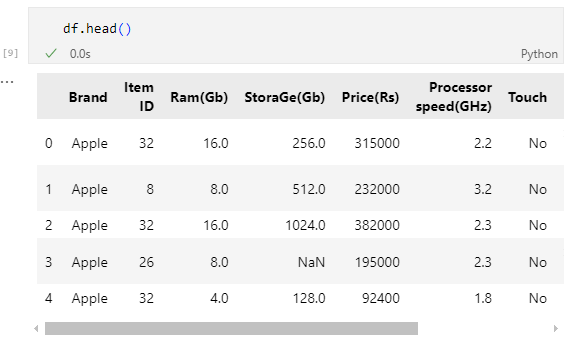 df.head()
[9] ✓ 0.0s Python
...
Brand Item ID Ram(Gb) StoraGe(Gb) Price(Rs) Processor speed(GHz) Touch
0 Apple 32 16.0 256.0 315000 2.2 No
1 Apple 8 8.0 512.0 232000 3.2 No
2 Apple 32 16.0 1024.0 382000 2.3 No
3 Apple 26 8.0 NaN 195000 2.3 No
4 Apple 32 4.0 128.0 92400 1.8 No